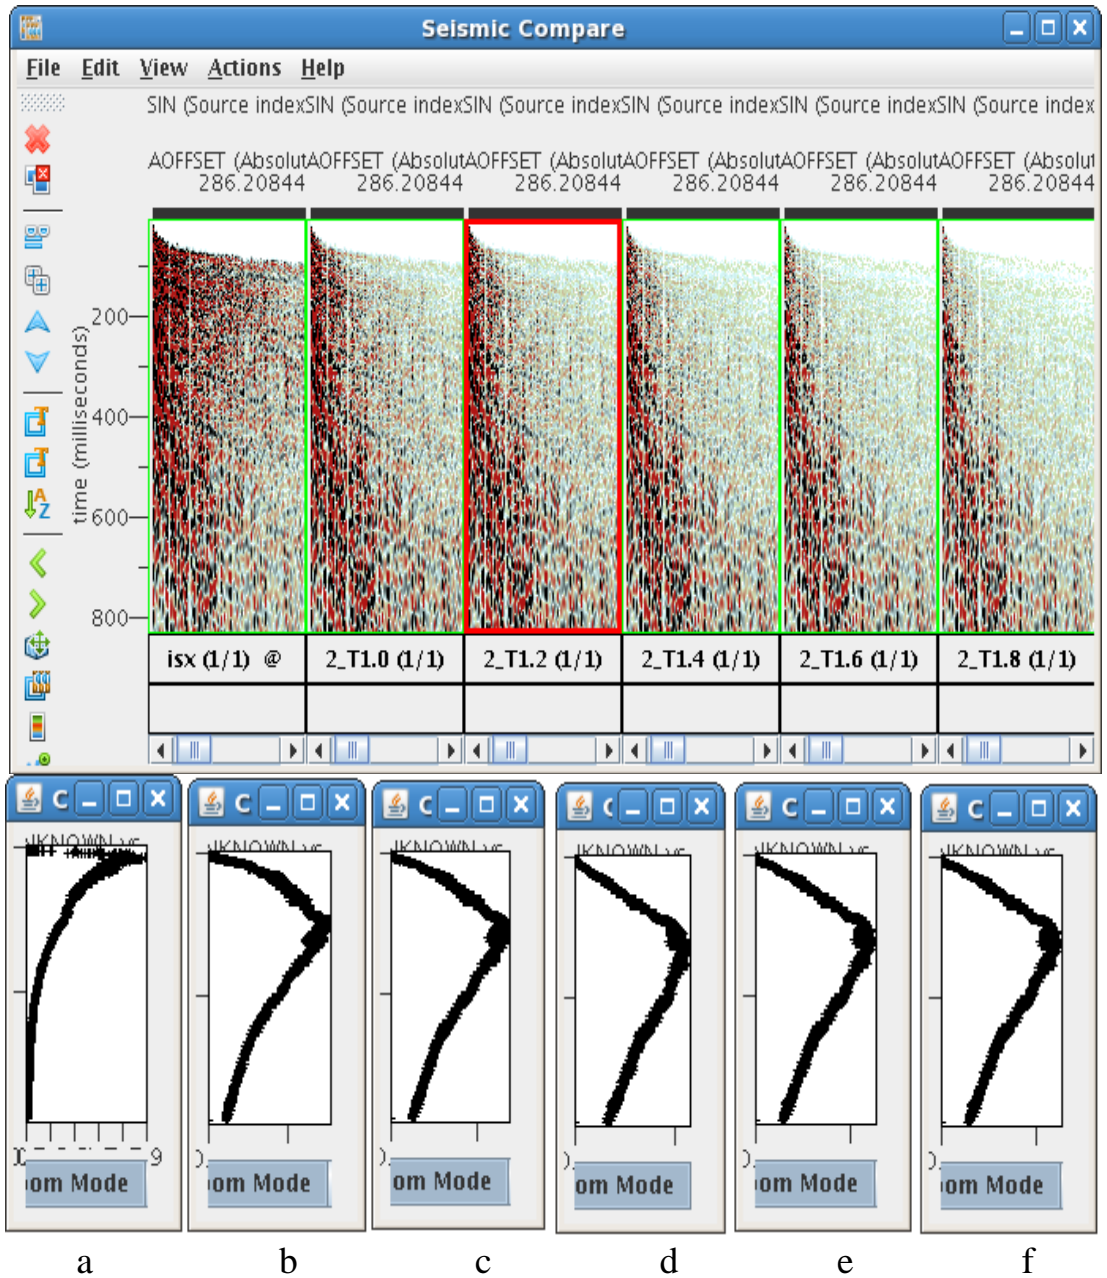 Seismic Compare
File Edit View Actions Help
SIN (Source indexSIN (Source indexSIN (Source indexSIN (Source indexSIN (Source indexSIN (Source index
AOFFSET (AbsolutAOFFSET (AbsolutAOFFSET (AbsolutAOFFSET (AbsolutAOFFSET (AbsolutAOFFSET (Absolut
286.20844 286.20844 286.20844 286.20844 286.20844 286.20844
time (milliseconds)
200
400
600
800
isx (1/1) @ 2_T1.0 (1/1) 2_T1.2 (1/1) 2_T1.4 (1/1) 2_T1.6 (1/1) 2_T1.8 (1/1)
C C C C C C
9
om Mode om Mode om Mode om Mode om Mode om Mode
a b c d e f